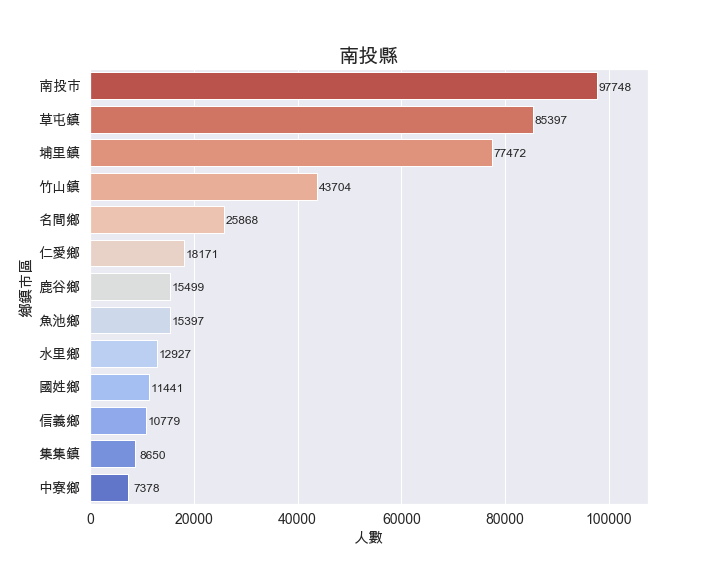 南投縣
南投市 97748
草屯鎮 85397
埔里鎮 77472
竹山鎮 43704
名間鄉 25868
仁愛鄉 18171
鹿谷鄉 15499
魚池鄉 15397
水里鄉 12927
國姓鄉 11441
信義鄉 10779
集集鎮 8650
中寮鄉 7378
鄉鎮市區
0 20000 40000 60000 80000 100000
人數